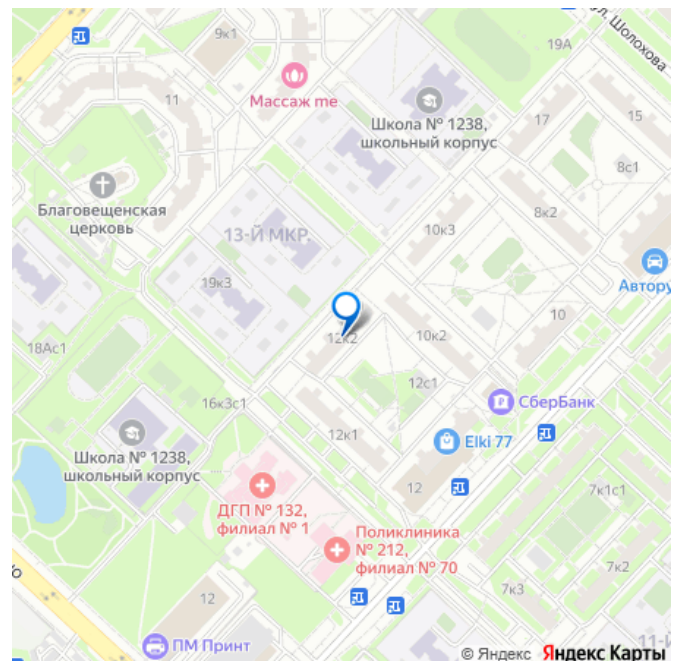 9к1
ул. Шолохова
19А
11
Массаж me
Школа № 1238,
школьный корпус
17
15
8с1
Благовещенская
церковь
13-Й МКР.
10к3
8к2
Автору
19к3
12к2
10к2
10
18Ас1
12с1
16к3с1
СберБанк
12к1
Elki 77
Школа № 1238,
школьный корпус
ДГП № 132,
филиал № 1
12
7к1с1
Поликлиника
№ 212,
филиал № 70
7к2
7к3
12
ПМ Принт
11-Й
© Яндекс Яндекс Карты